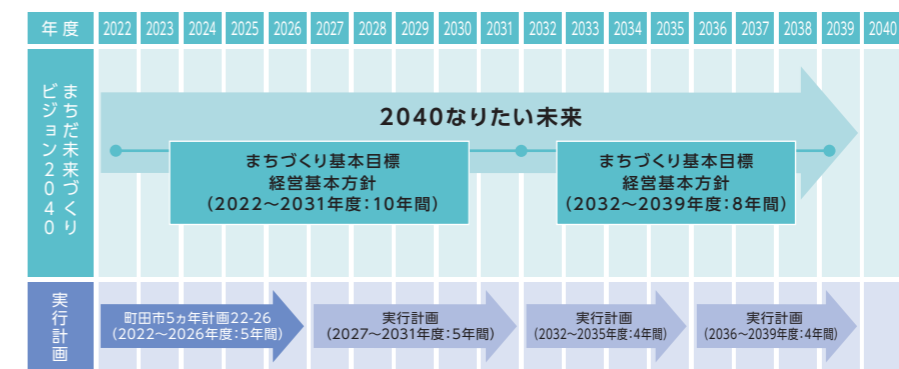 年度 2022 2023 2024 2025 2026 2027 2028 2029 2030 2031 2032 2033 2034 2035 2036 2037 2038 2039 2040
まちだ未来づくり
ビジョン2040
2040なりたい未来
まちづくり基本目標
経営基本方針
(2022〜2031年度:10年間)
まちづくり基本目標
経営基本方針
(2032〜2039年度:8年間)
実行計画
町田市5ヵ年計画22-26
(2022〜2026年度:5年間)
実行計画
(2027〜2031年度:5年間)
実行計画
(2032〜2035年度:4年間)
実行計画
(2036〜2039年度:4年間)